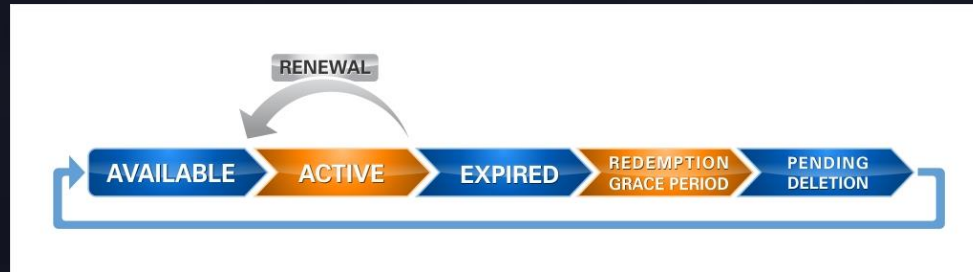 RENEWAL
AVAILABLE
ACTIVE
EXPIRED
REDEMPTION
GRACE PERIOD
PENDING
DELETION